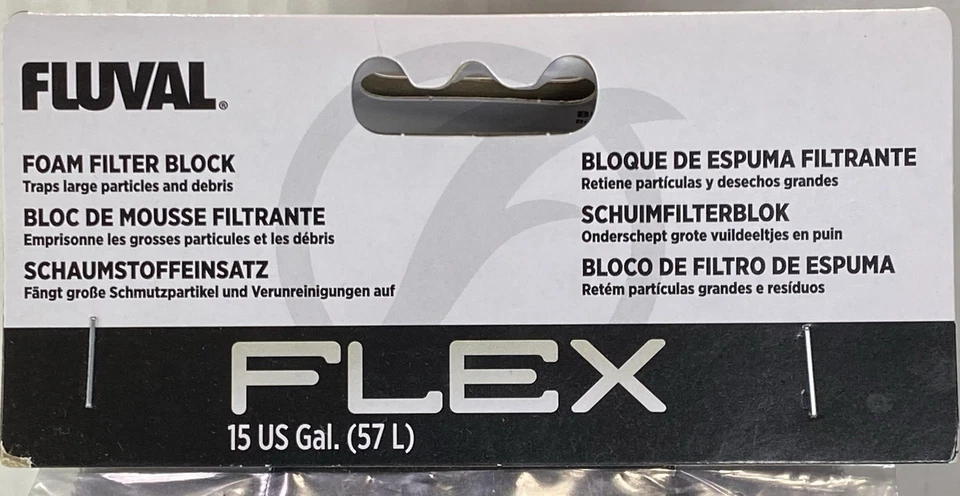 FLUVAL®
FOAM FILTER BLOCK
Traps large particles and debris
BLOC DE MOUSSE FILTRANTE
Emprisonne les grosses particules et les débris
SCHAUMSTOFFEINSATZ
Fängt große Schmutzpartikel und Verunreinigungen auf
BLOQUE DE ESPUMA FILTRANTE
Retiene partículas y desechos grandes
SCHUIMFILTERBLOK
Onderschept grote vuildeeltjes en puin
BLOCO DE FILTRO DE ESPUMA
Retém partículas grandes e resíduos
FLEX
15 US Gal. (57 L)